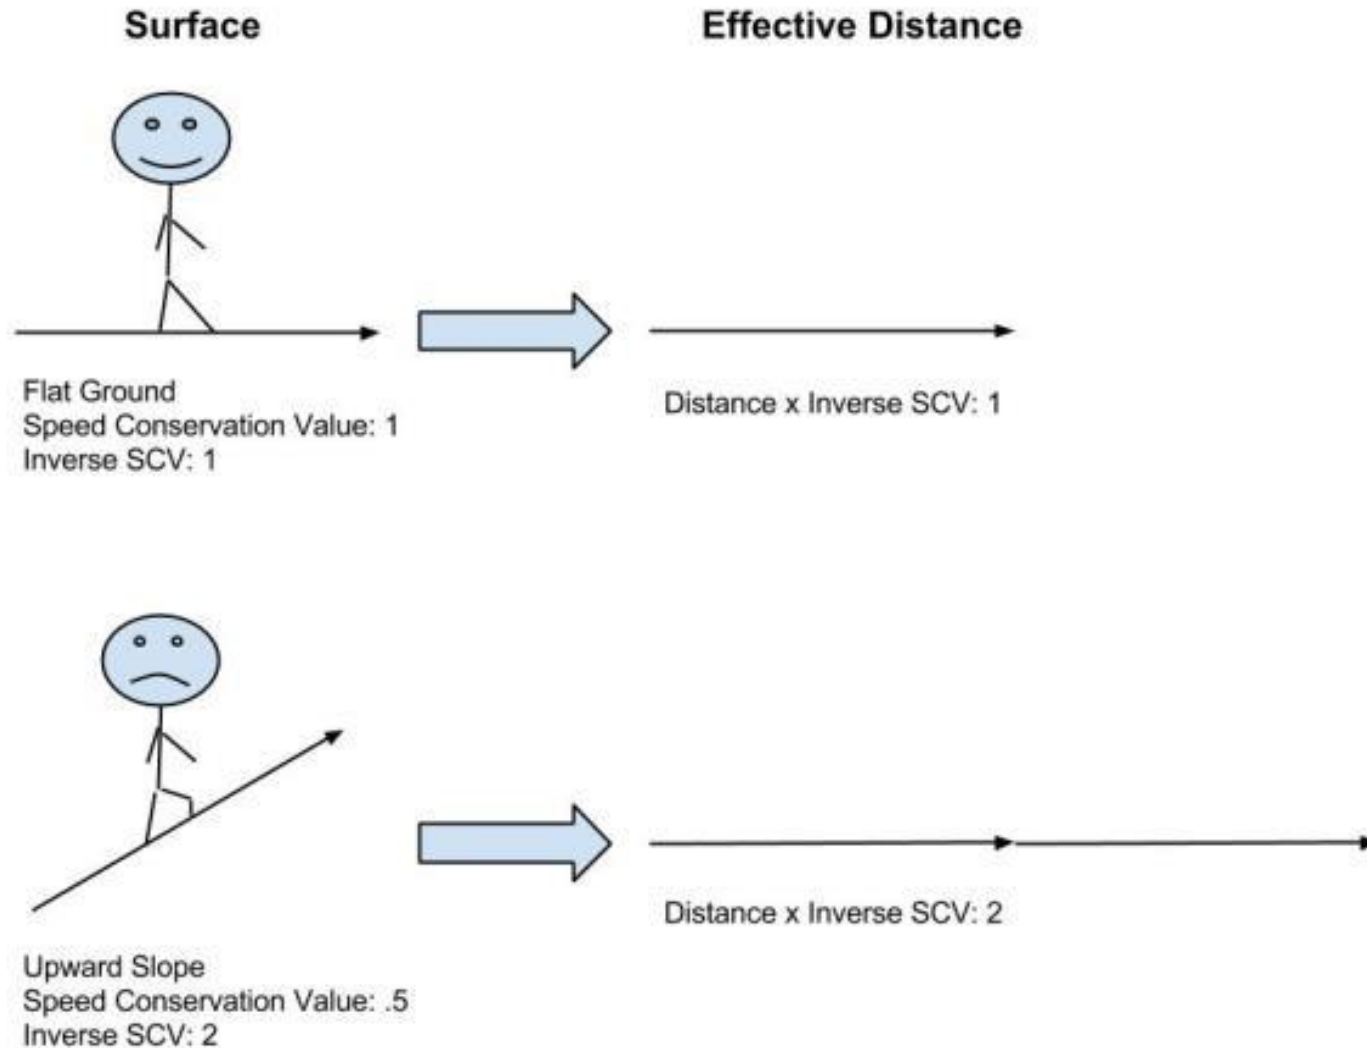 Surface
Effective Distance
Flat Ground
Speed Conservation Value: 1
Inverse SCV: 1
Distance x Inverse SCV: 1
Upward Slope
Speed Conservation Value: .5
Inverse SCV: 2
Distance x Inverse SCV: 2